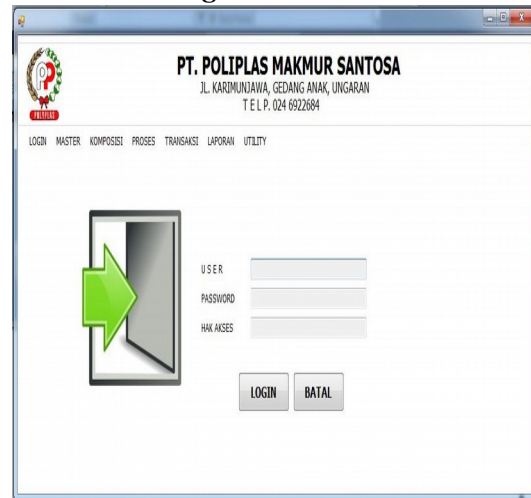 PT. POLIPLAS MAKMUR SANTOSA
JL. KARIMUNJAWA, GEDANG ANAK, UNGARAN
T E L P. 024 6922684
POLYPLAS
LOGIN MASTER KOMPOSISI PROSES TRANSAKSI LAPORAN UTILITY
U S E R
PASSWORD
HAK AKSES
LOGIN BATAL